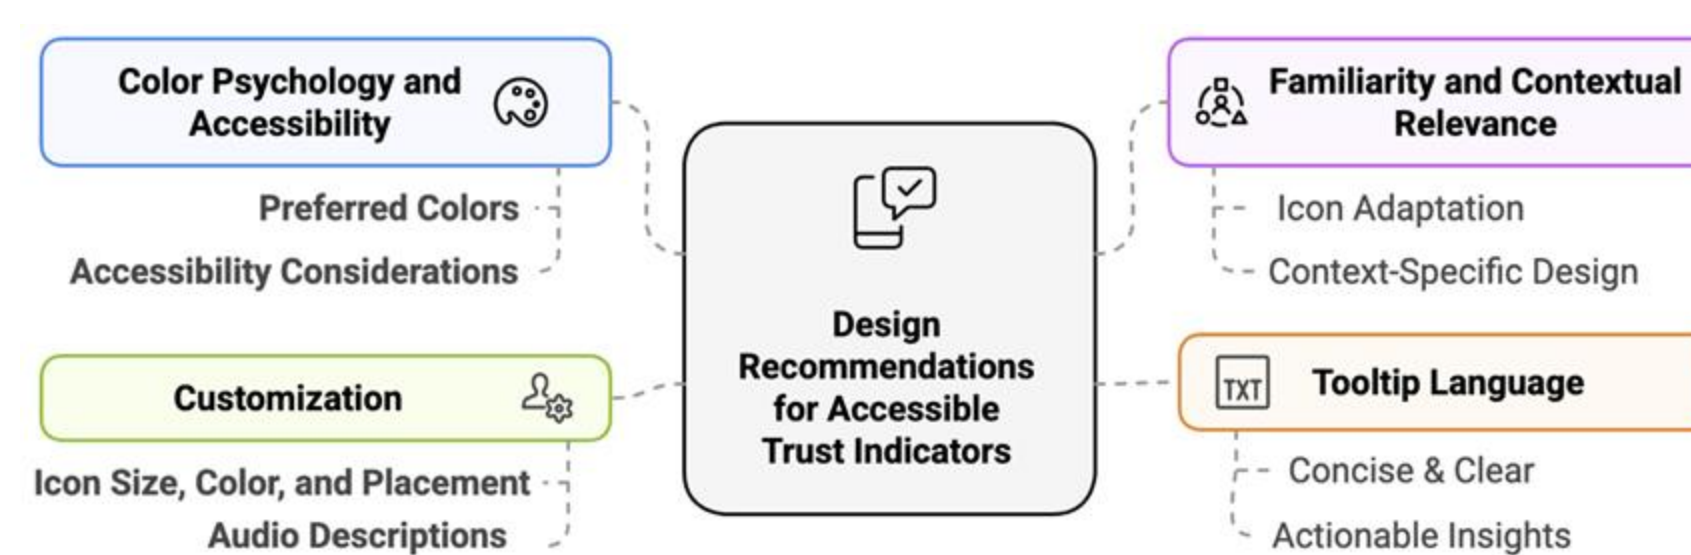 Color Psychology and
Accessibility
Preferred Colors
Accessibility Considerations
Customization
Icon Size, Color, and Placement
Audio Descriptions
Design
Recommendations
for Accessible
Trust Indicators
Familiarity and Contextual
Relevance
Icon Adaptation
Context-Specific Design
TXT
Tooltip Language
Concise & Clear
Actionable Insights